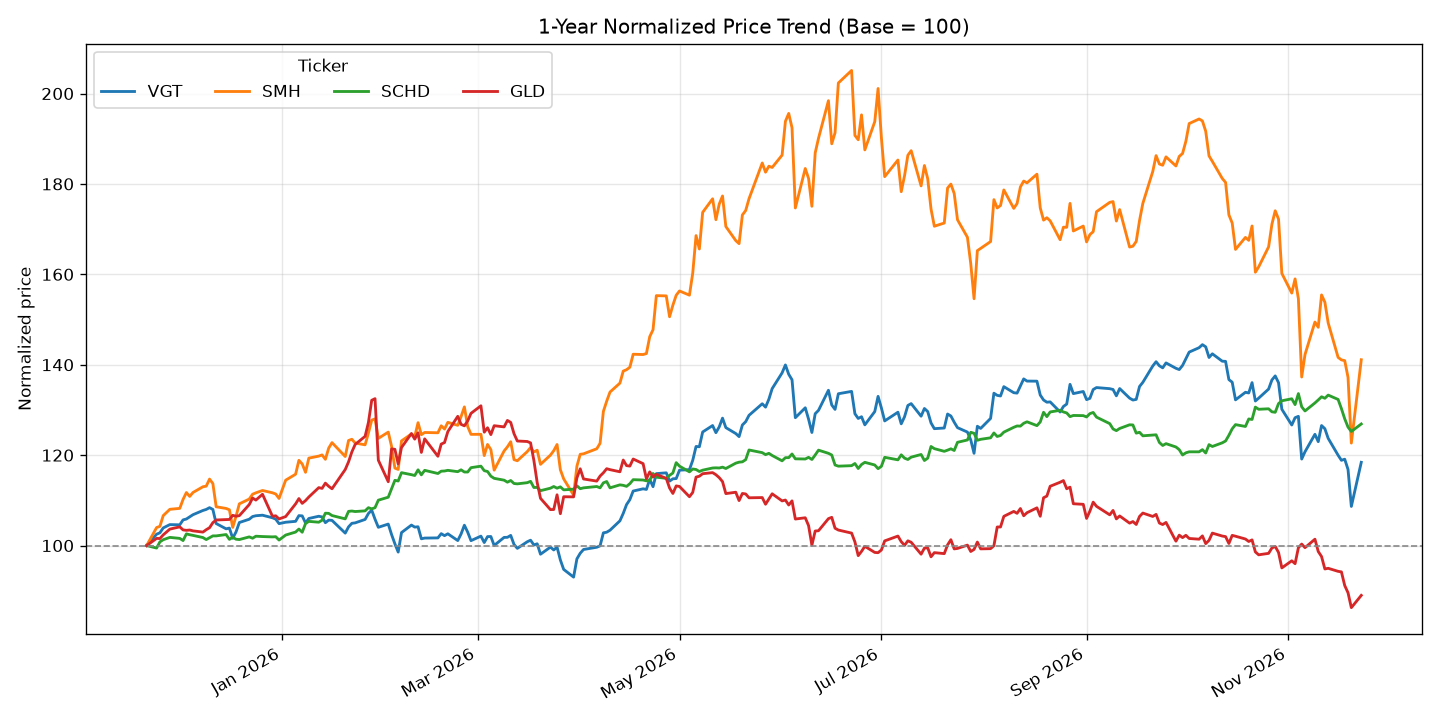 1-Year Normalized Price Trend (Base = 100)
Ticker
VGT SMH SCHD GLD
Normalized price
200
180
160
140
120
100
Jan 2026 Mar 2026 May 2026 Jul 2026 Sep 2026 Nov 2026